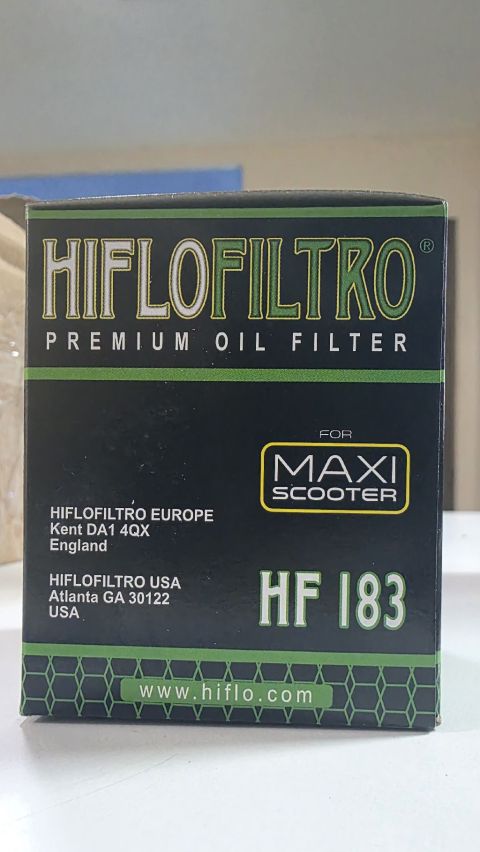 HIFLOFILTRO®
PREMIUM OIL FILTER
FOR
MAXI
SCOOTER
HIFLOFILTRO EUROPE
Kent DA1 4QX
England
HIFLOFILTRO USA
Atlanta GA 30122
USA
HF 183
www.hiflo.com